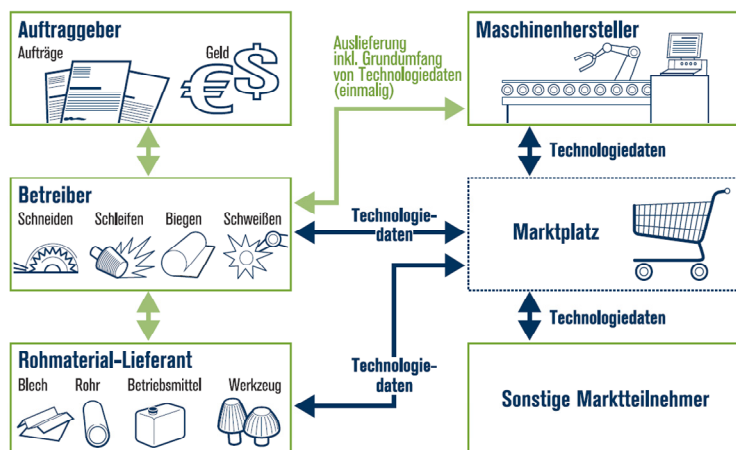 Auftraggeber
Aufträge
Geld
Auslieferung
inkl. Grundumfang
von Technologiedaten
(einmalig)
Maschinenhersteller
Technologiedaten
Betreiber
Schneiden
Schleifen
Biegen
Schweißen
Technologie-
daten
Marktplatz
Technologiedaten
Rohmaterial-Lieferant
Blech
Rohr
Betriebsmittel
Werkzeug
Technologie-
daten
Sonstige Marktteilnehmer